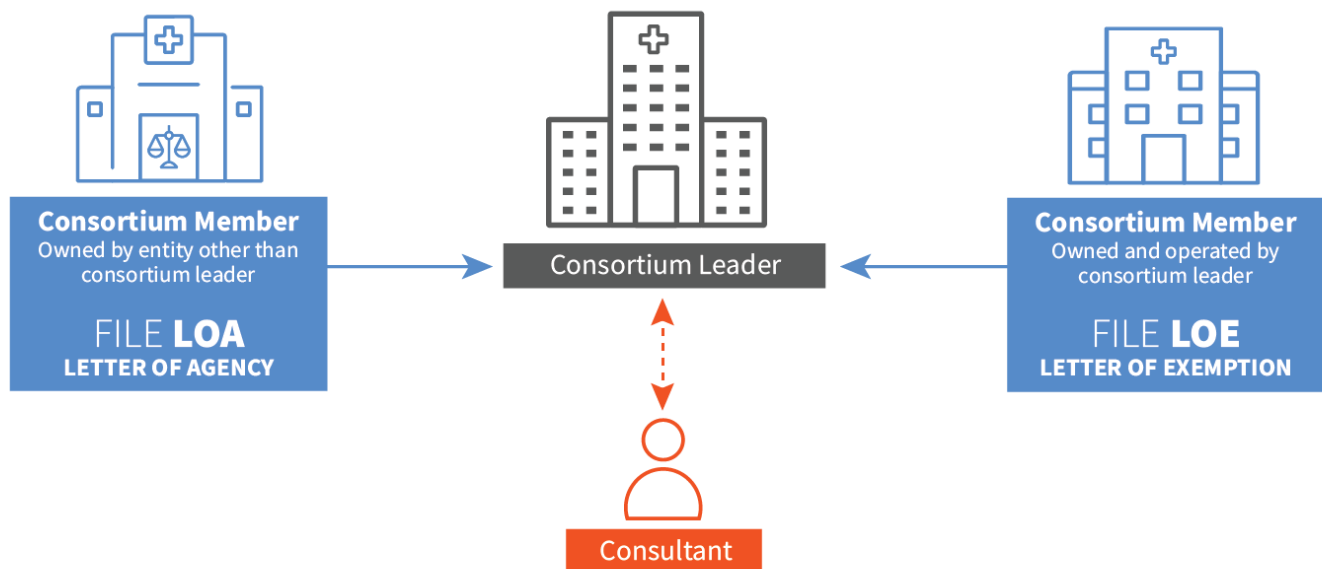 Consortium Member
Owned by entity other than
consortium leader
FILE LOA
LETTER OF AGENCY
Consortium Leader
Consortium Member
Owned and operated by
consortium leader
FILE LOE
LETTER OF EXEMPTION
Consultant